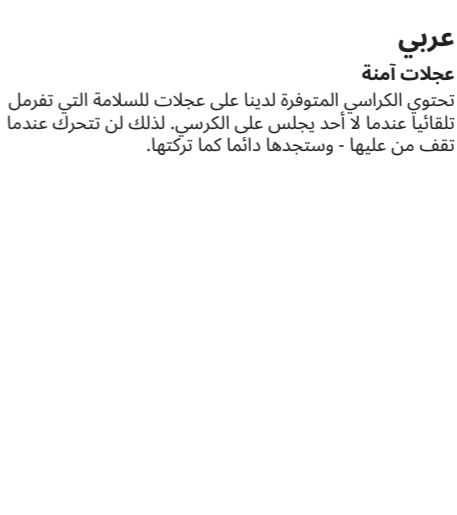 عربي
عجلات آمنة
تحتوي الكراسي المتوفرة لدينا على عجلات للسلامة التي تفرمل
تلقائياً عندما لا أحد يجلس على الكرسي. لذلك لن تتحرك عندما
تقف من عليها - وستجدها دائما كما تركتها.